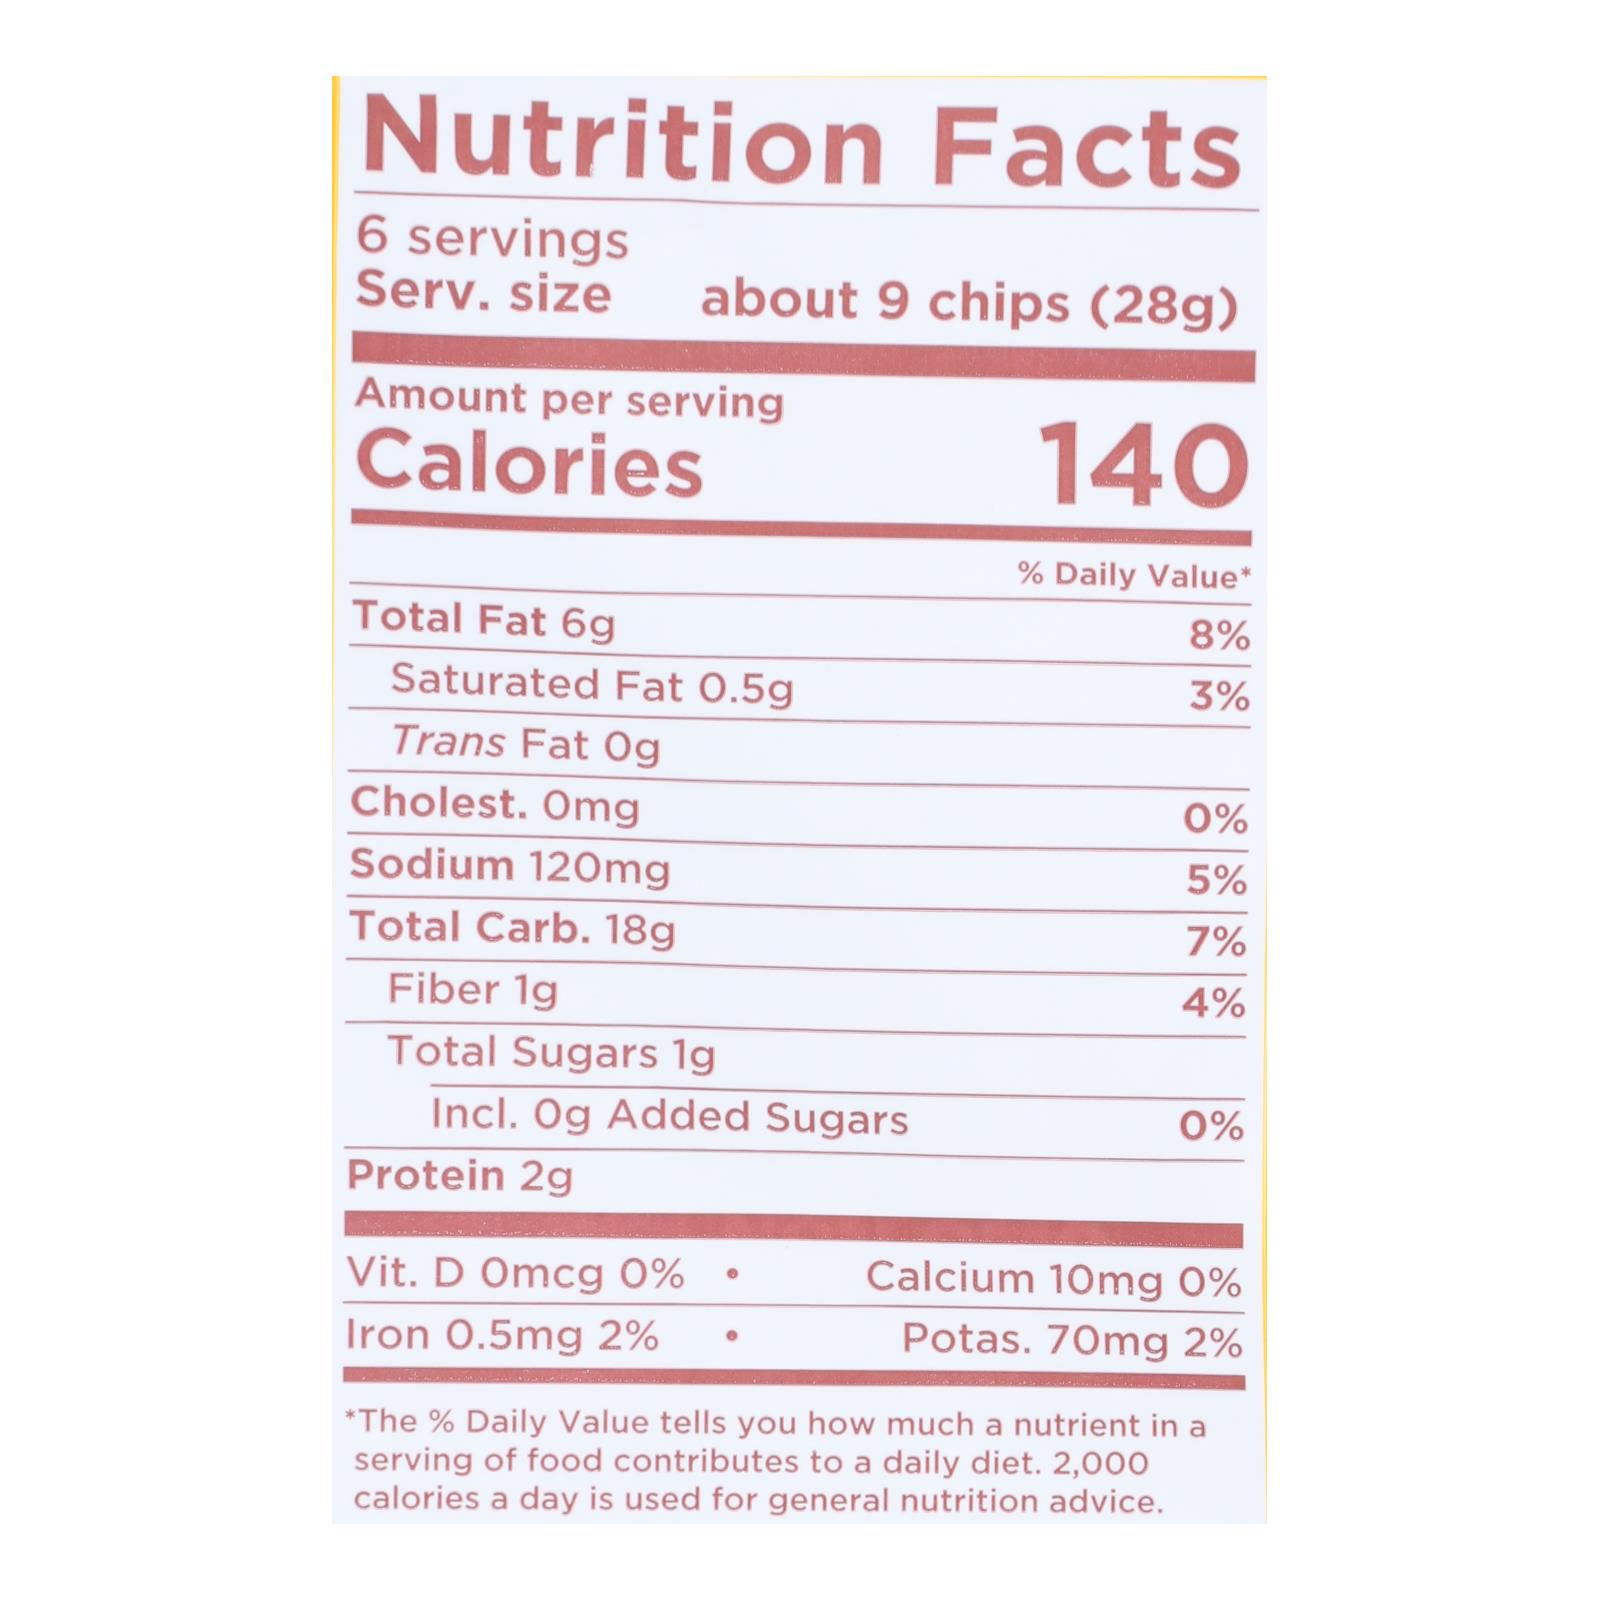 Nutrition Facts
6 servings
Serv. size about 9 chips (28g)
Amount per serving
Calories 140
% Daily Value*
Total Fat 6g 8%
Saturated Fat 0.5g 3%
Trans Fat 0g
Cholest. 0mg 0%
Sodium 120mg 5%
Total Carb. 18g 7%
Fiber 1g 4%
Total Sugars 1g
Incl. 0g Added Sugars 0%
Protein 2g
Vit. D 0mcg 0% • Calcium 10mg 0%
Iron 0.5mg 2% • Potas. 70mg 2%
*The % Daily Value tells you how much a nutrient in a
serving of food contributes to a daily diet. 2,000
calories a day is used for general nutrition advice.